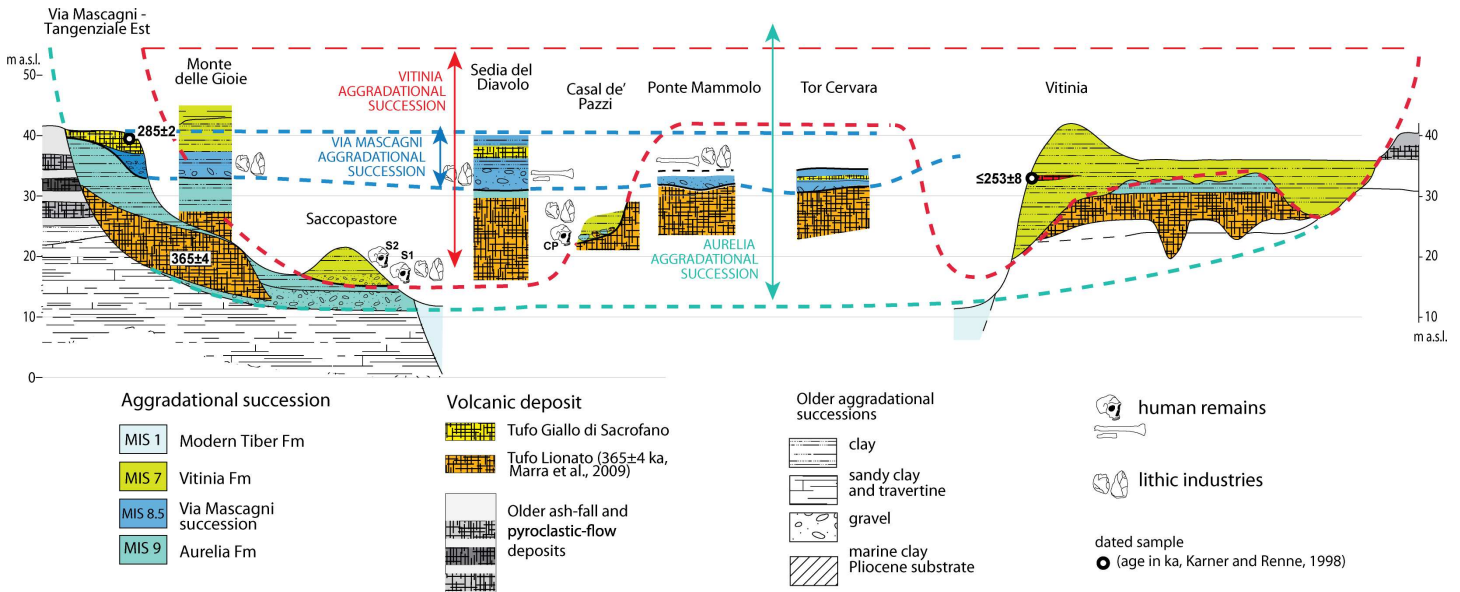 Via Mascagni -
Tangenziale Est
m a.s.l.
50
40
30
20
10
0
285±2
365±4
Monte
delle Gioie
Saccopastore
S2
S1
VITINIA
AGGRADATIONAL
SUCCESSION
VIA MASCAGNI
AGGRADATIONAL
SUCCESSION
Sedia del
Diavolo
Casal de'
Pazzi
CP
Ponte Mammolo
AURELIA
AGGRADATIONAL
SUCCESSION
Tor Cervara
Vitinia
≤253±8
40
30
20
10
m a.s.l.
Aggradational succession
MIS 1 Modern Tiber Fm
MIS 7 Vitinia Fm
MIS 8.5 Via Mascagni
succession
MIS 9 Aurelia Fm
Volcanic deposit
Tufo Giallo di Sacrofano
Tufo Lionato (365±4 ka,
Marra et al., 2009)
Older ash-fall and
pyroclastic-flow
deposits
Older aggradational
successions
clay
sandy clay
and travertine
gravel
marine clay
Pliocene substrate
human remains
lithic industries
dated sample
(age in ka, Karner and Renne, 1998)